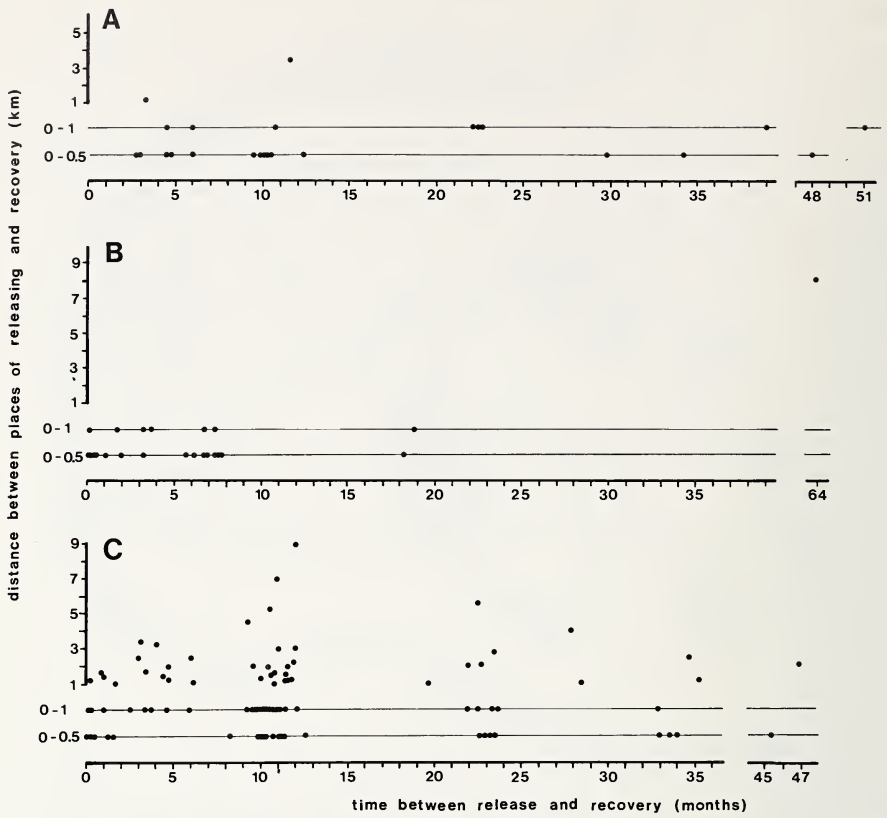 A
5
3
1
0-1
0-0.5
0 5 10 15 20 25 30 35 48 51
B
9
7
5
3
1
0-1
0-0.5
0 5 10 15 20 25 30 35 64
C
9
7
5
3
1
0-1
0-0.5
0 5 10 15 20 25 30 35 45 47
time between release and recovery (months)
distance between places of releasing and recovery (km)